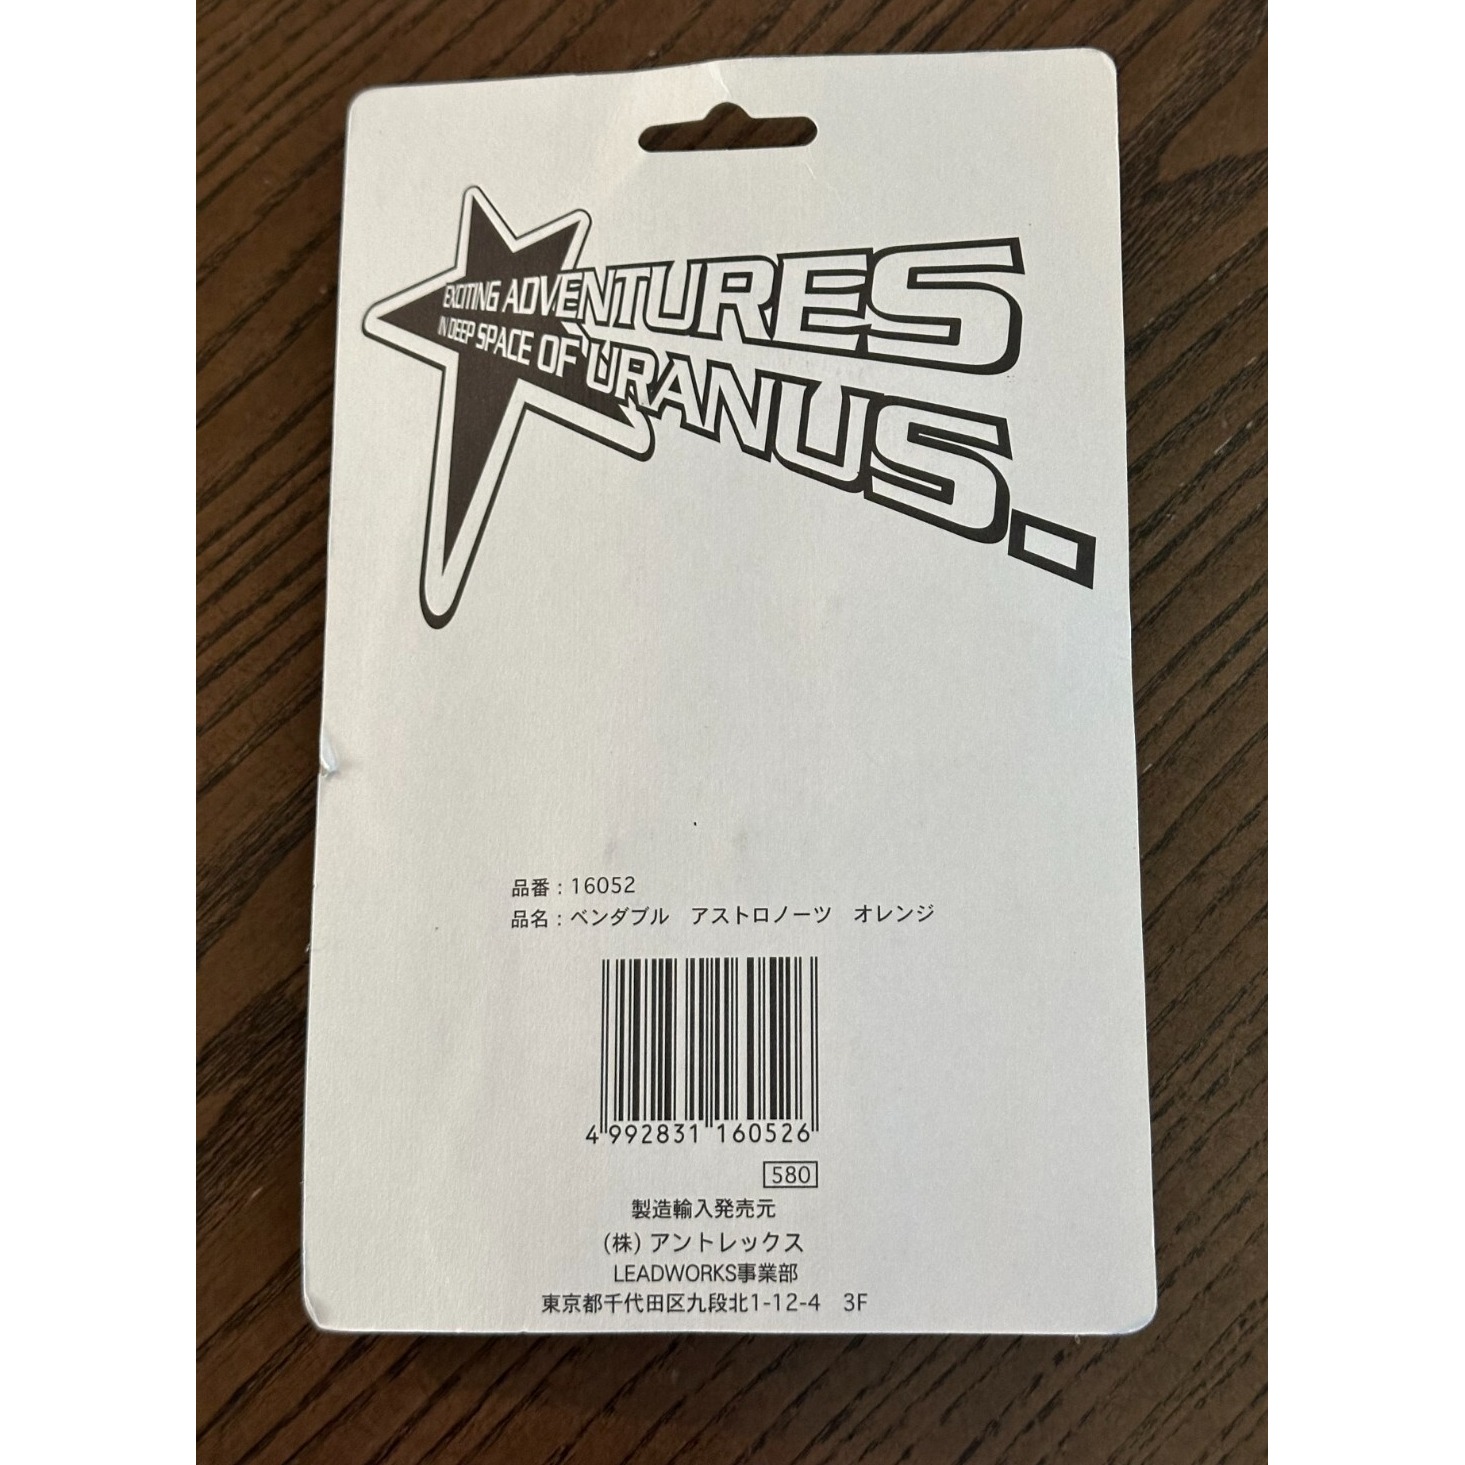 EXCITING ADVENTURES
IN DEEP SPACE OF URANUS.
品番：16052
品名：ベンダブル　アストロノーツ　オレンジ
4 992831 160526
580
製造輸入発売元
(株) アントレックス
LEADWORKS事業部
東京都千代田区九段北1-12-4　3F